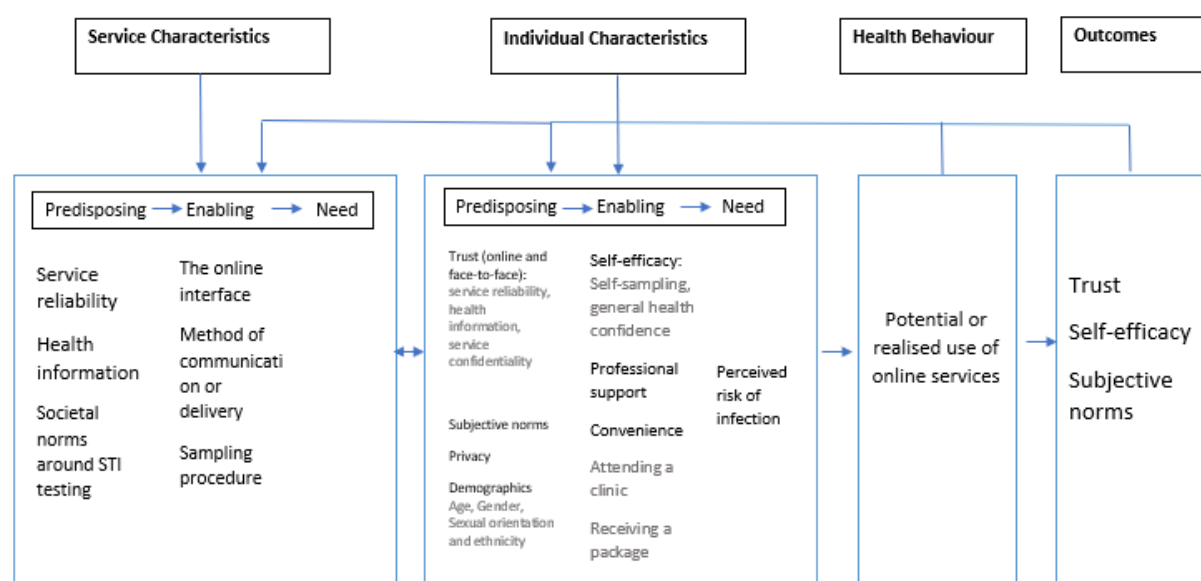 Service Characteristics
Individual Characteristics
Health Behaviour
Outcomes
Predisposing
Enabling
Need
Service
reliability
Health
information
Societal
norms
around STI
testing
The online
interface
Method of
communicati
on or
delivery
Sampling
procedure
Predisposing
Enabling
Need
Trust (online and
face-to-face):
service reliability,
health
information,
service
confidentiality
Subjective norms
Privacy
Demographics
Age, Gender,
Sexual orientation
and ethnicity
Self-efficacy:
Self-sampling,
general health
confidence
Professional
support
Convenience
Attending a
clinic
Receiving a
package
Perceived
risk of
infection
Potential or
realised use of
online services
Trust
Self-efficacy
Subjective
norms